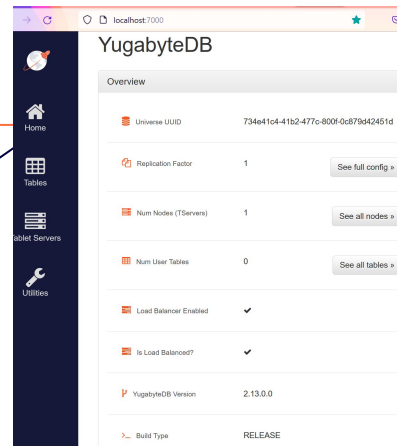 localhost:7000
YugabyteDB
Overview
Home
Tables
Tablet Servers
Utilities
Universe UUID 734e41c4-41b2-477c-800f-0c879d42451d
Replication Factor 1 See full config »
Num Nodes (TServers) 1 See all nodes »
Num User Tables 0 See all tables »
Load Balancer Enabled ✔
Is Load Balanced? ✔
YugabyteDB Version 2.13.0.0
Build Type RELEASE